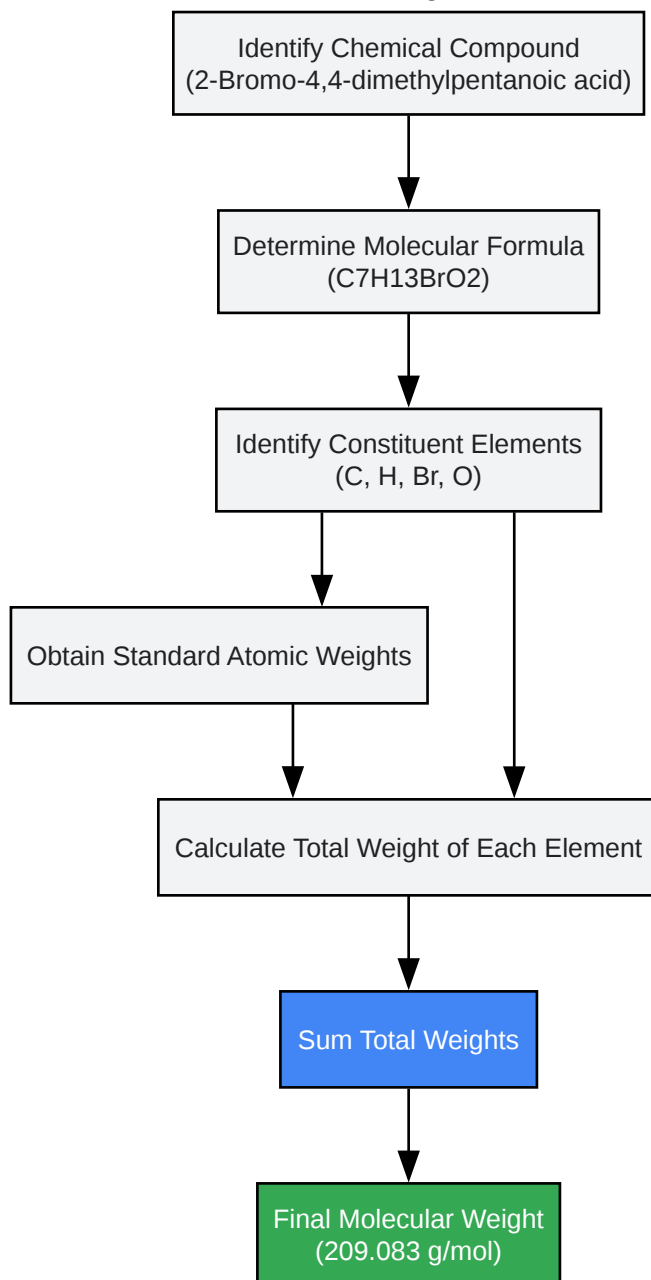 Identify Chemical Compound
(2-Bromo-4,4-dimethylpentanoic acid)
Determine Molecular Formula
(C7H13BrO2)
Identify Constituent Elements
(C, H, Br, O)
Obtain Standard Atomic Weights
Calculate Total Weight of Each Element
Sum Total Weights
Final Molecular Weight
(209.083 g/mol)